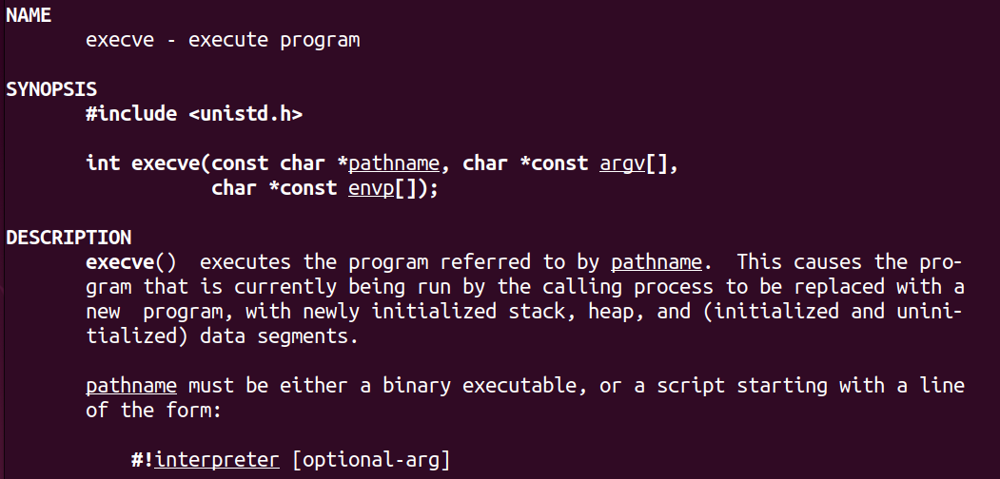 NAME
execve - execute program
SYNOPSIS
#include <unistd.h>
int execve(const char *pathname, char *const argv[],
char *const envp[]);
DESCRIPTION
execve()  executes the program referred to by pathname.  This causes the pro‐
gram that is currently being run by the calling process to be replaced with a
new  program, with newly initialized stack, heap, and (initialized and unini‐
tialized) data segments.
pathname must be either a binary executable, or a script starting with a line
of the form:
#!interpreter [optional-arg]